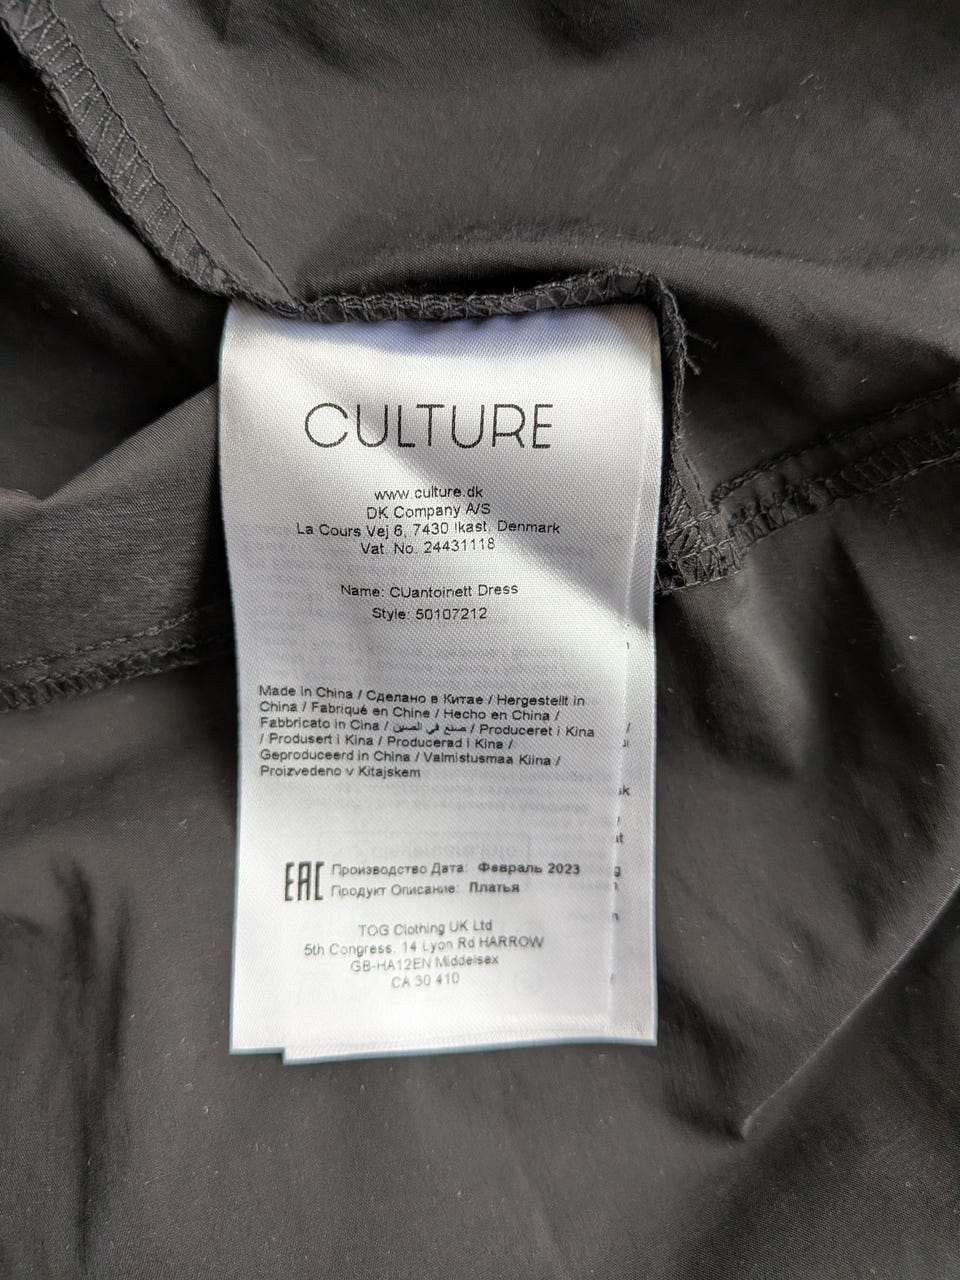 CULTURE
www.culture.dk
DK Company A/S
La Cours Vej 6, 7430 Ikast, Denmark
Vat. No. 24431118
Name: CUantoinett Dress
Style: 50107212
Made in China / Сделано в Китае / Hergestellt in
China / Fabriqué en Chine / Hecho en China /
Fabbricato in Cina / صنع في الصين / Produceret i Kina
/ Produsert i Kina / Producerad i Kina /
Geproduceerd in China / Valmistusmaa Kiina /
Proizvedeno v Kitajskem
EAC
Производство Дата: Февраль 2023
Продукт Описание: Платья
TOG Clothing UK Ltd
5th Congress, 14 Lyon Rd HARROW
GB-HA12EN Middelsex
CA 30 410